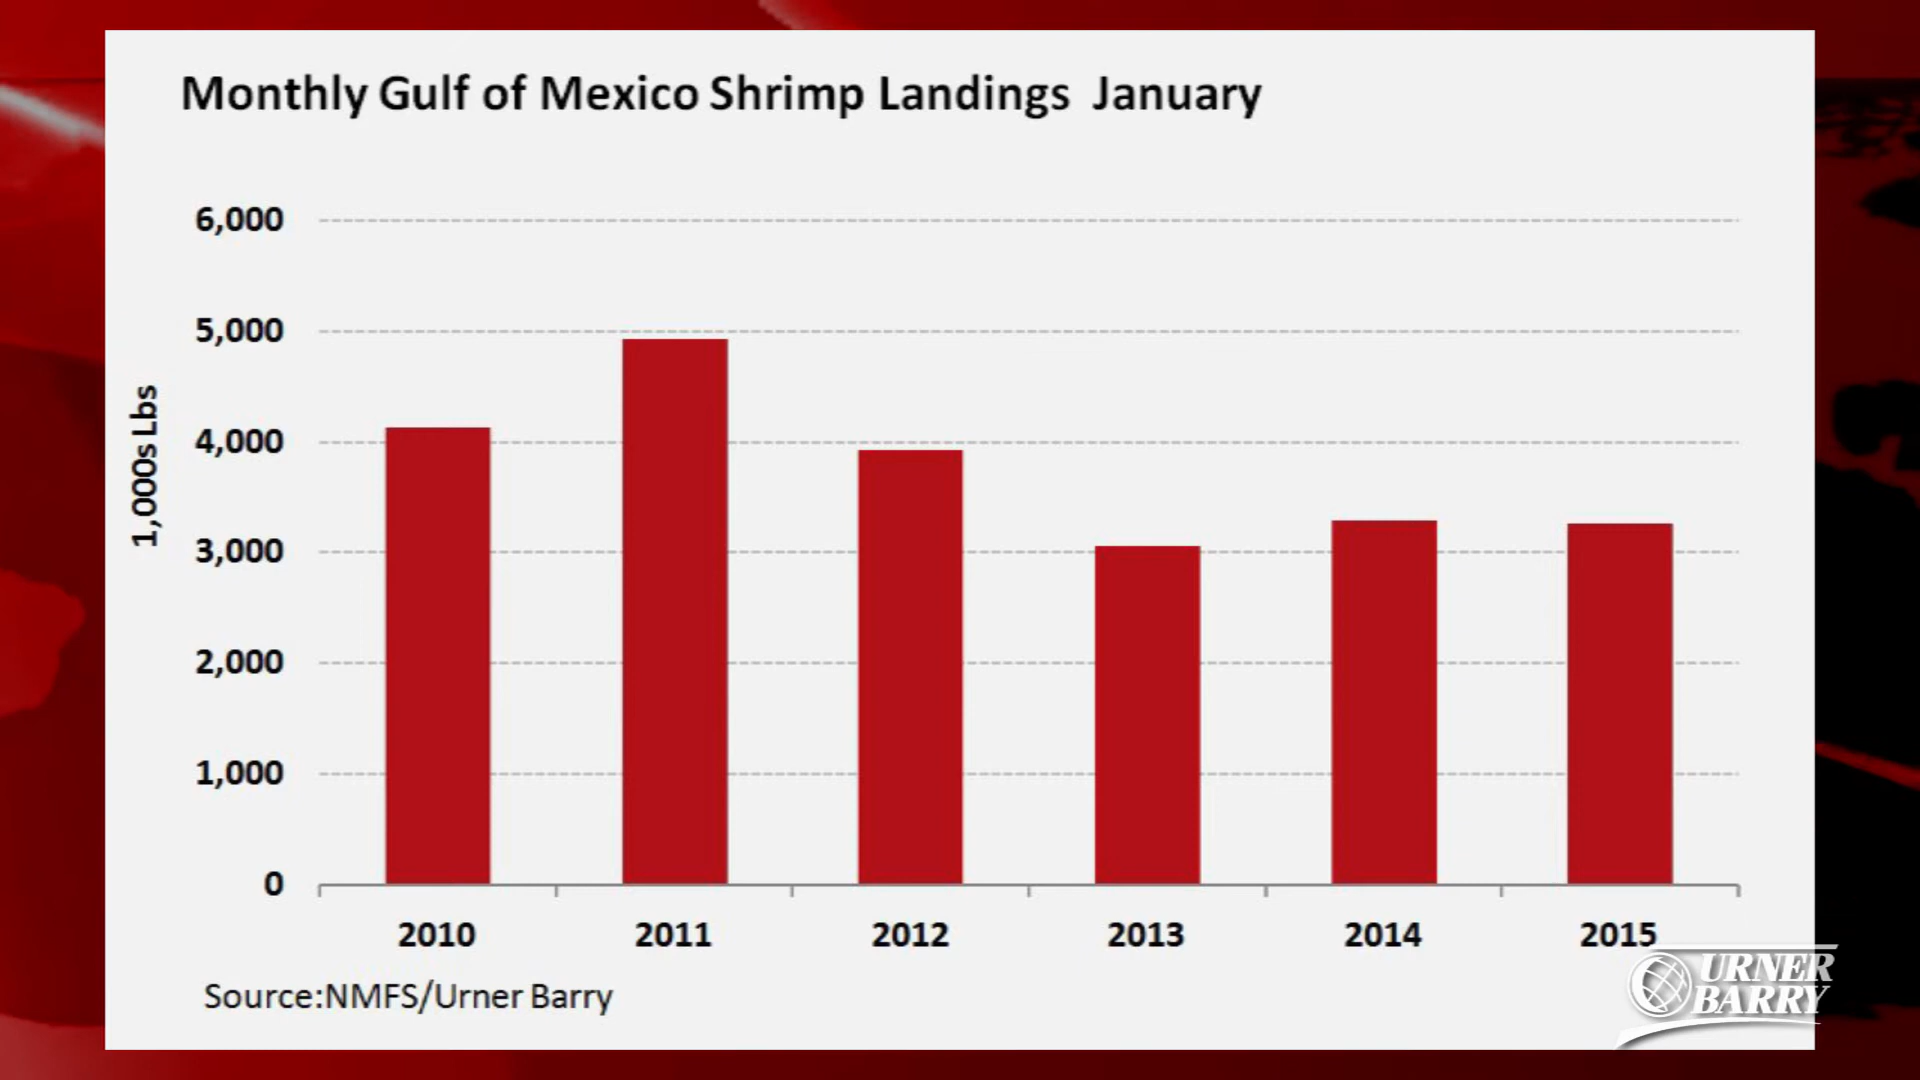 Monthly Gulf of Mexico Shrimp Landings January
1,000s Lbs
6,000
5,000
4,000
3,000
2,000
1,000
0
2010 2011 2012 2013 2014 2015
Source:NMFS/Urner Barry
URNER
BARRY